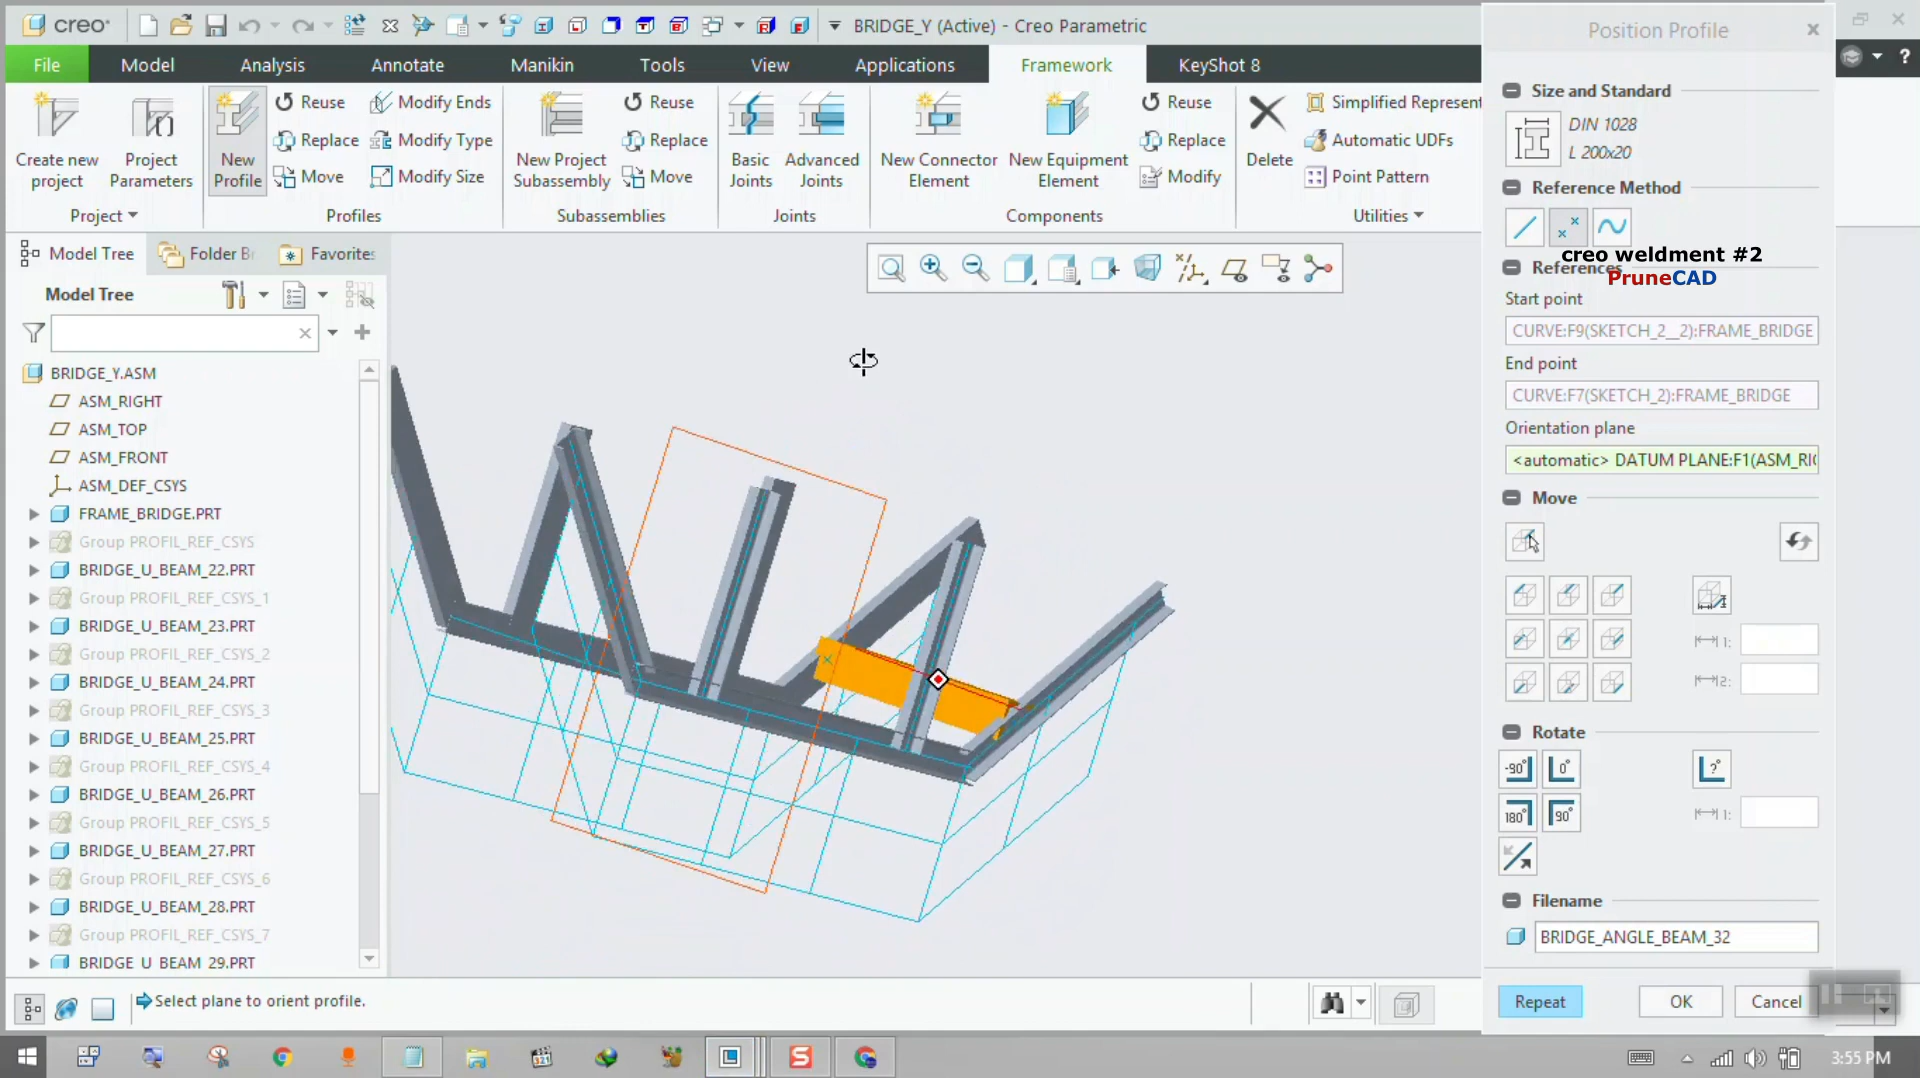 creo
BRIDGE_Y (Active) - Creo Parametric
Position Profile
File Model Analysis Annotate Manikin Tools View Applications Framework KeyShot 8
Create new project
Project Parameters
Project
New Profile
Reuse
Replace
Move
Modify Ends
Modify Type
Modify Size
Profiles
New Project Subassembly
Reuse
Replace
Move
Subassemblies
Basic Joints
Advanced Joints
Joints
New Connector Element
New Equipment Element
Reuse
Replace
Modify
Components
Delete
Simplified Represent
Automatic UDFs
Point Pattern
Utilities
Model Tree Favorites
Folder B
Model Tree
BRIDGE_Y.ASM
ASM_RIGHT
ASM_TOP
ASM_FRONT
ASM_DEF_CSYS
FRAME_BRIDGE.PRT
Group PROFIL_REF_CSYS
BRIDGE_U_BEAM_22.PRT
Group PROFIL_REF_CSYS_1
BRIDGE_U_BEAM_23.PRT
Group PROFIL_REF_CSYS_2
BRIDGE_U_BEAM_24.PRT
Group PROFIL_REF_CSYS_3
BRIDGE_U_BEAM_25.PRT
Group PROFIL_REF_CSYS_4
BRIDGE_U_BEAM_26.PRT
Group PROFIL_REF_CSYS_5
BRIDGE_U_BEAM_27.PRT
Group PROFIL_REF_CSYS_6
BRIDGE_U_BEAM_28.PRT
Group PROFIL_REF_CSYS_7
BRIDGE_U_BEAM_29.PRT
Size and Standard
DIN 1028
L 200x20
Reference Method
creo weldment #2
References
PruneCAD
Start point
CURVE:F9(SKETCH_2__2):FRAME_BRIDGE
End point
CURVE:F7(SKETCH_2):FRAME_BRIDGE
Orientation plane
<automatic> DATUM PLANE:F1(ASM_RI
Move
1:
2:
Rotate
-90° 0° ?°
180° 90° 1:
Filename
BRIDGE_ANGLE_BEAM_32
Repeat OK Cancel
Select plane to orient profile.
3:55 PM